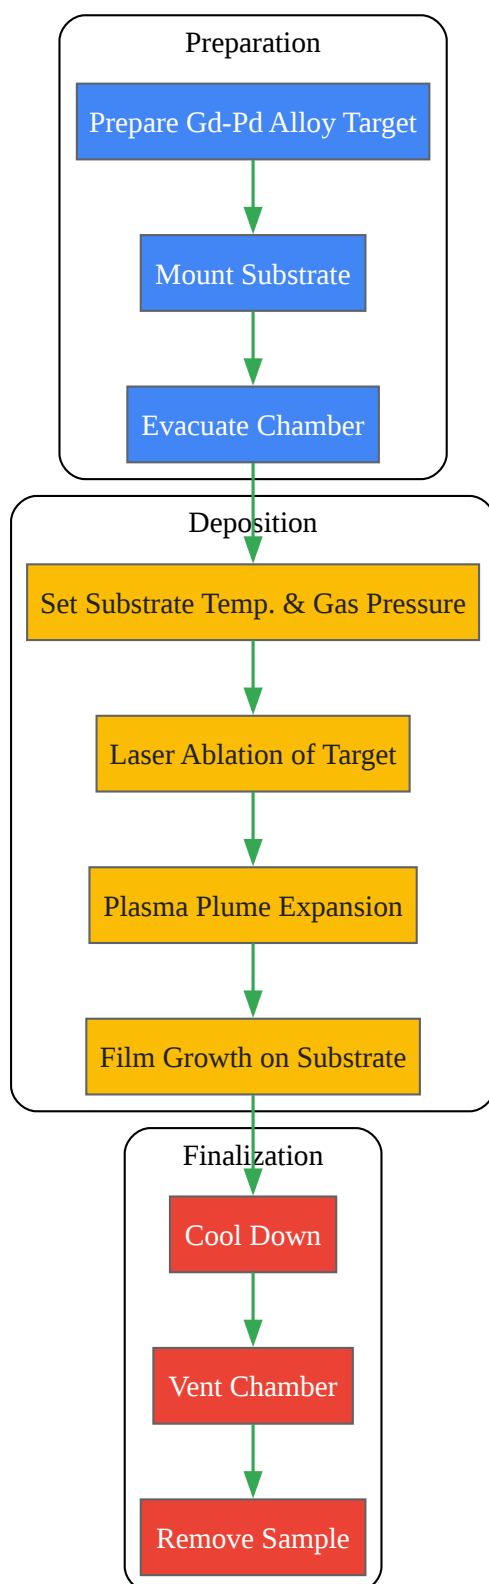 Preparation
Prepare Gd-Pd Alloy Target
Mount Substrate
Evacuate Chamber
Deposition
Set Substrate Temp. & Gas Pressure
Laser Ablation of Target
Plasma Plume Expansion
Film Growth on Substrate
Finalization
Cool Down
Vent Chamber
Remove Sample